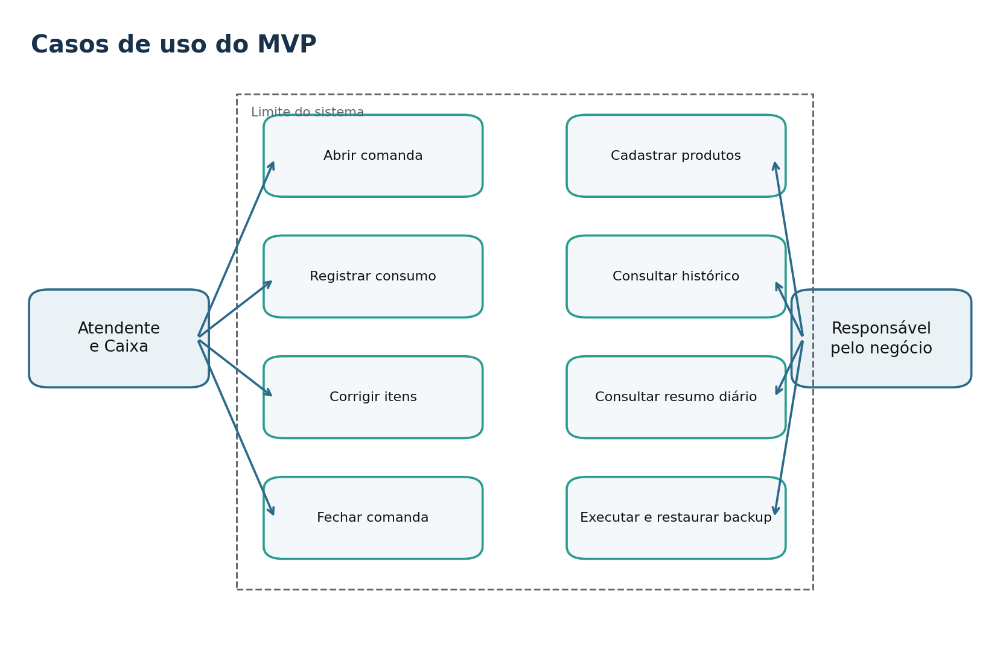 Casos de uso do MVP
Limite do sistema
Abrir comanda
Cadastrar produtos
Registrar consumo
Consultar histórico
Atendente
e Caixa
Responsável
pelo negócio
Corrigir itens
Consultar resumo diário
Fechar comanda
Executar e restaurar backup